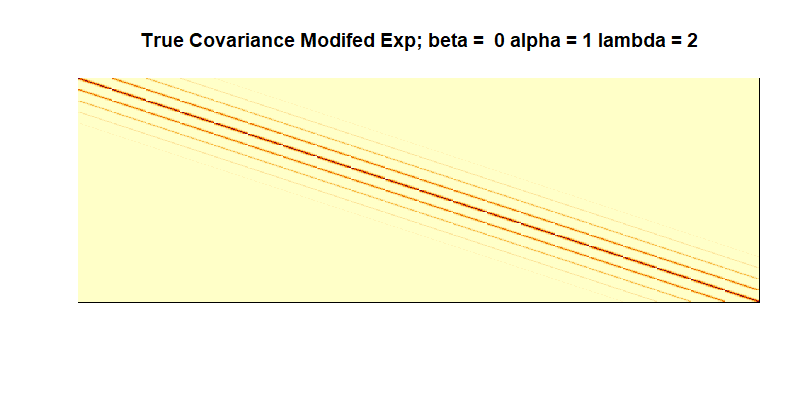 True Covariance Modifed Exp; beta =  0 alpha = 1 lambda = 2